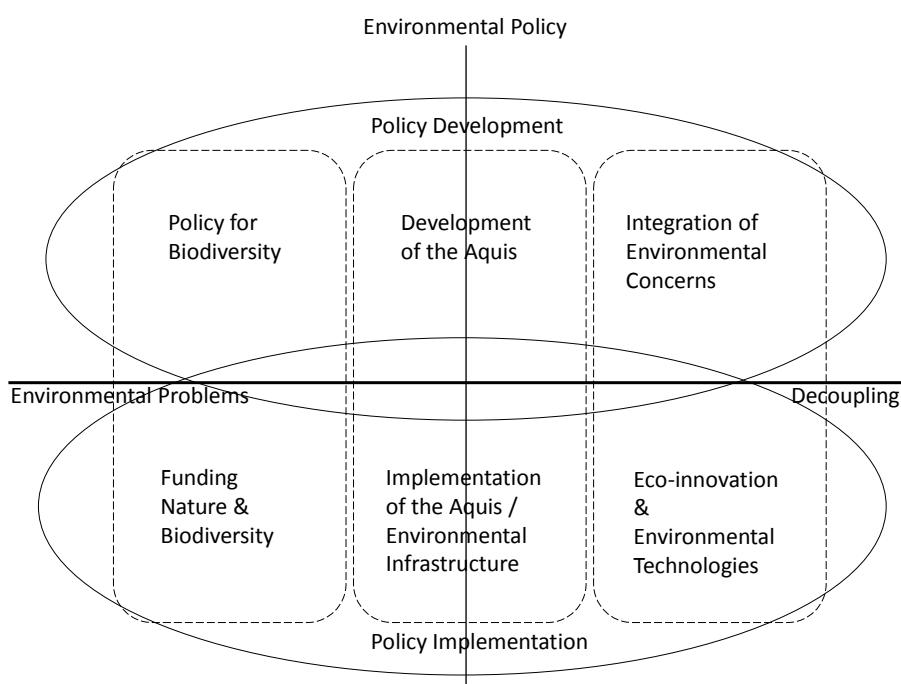 Environmental Policy
Policy Development
Policy for
Biodiversity
Development
of the Aquis
Integration of
Environmental
Concerns
Environmental Problems
Decoupling
Funding
Nature &
Biodiversity
Implementation
of the Aquis /
Environmental
Infrastructure
Eco-innovation
&
Environmental
Technologies
Policy Implementation